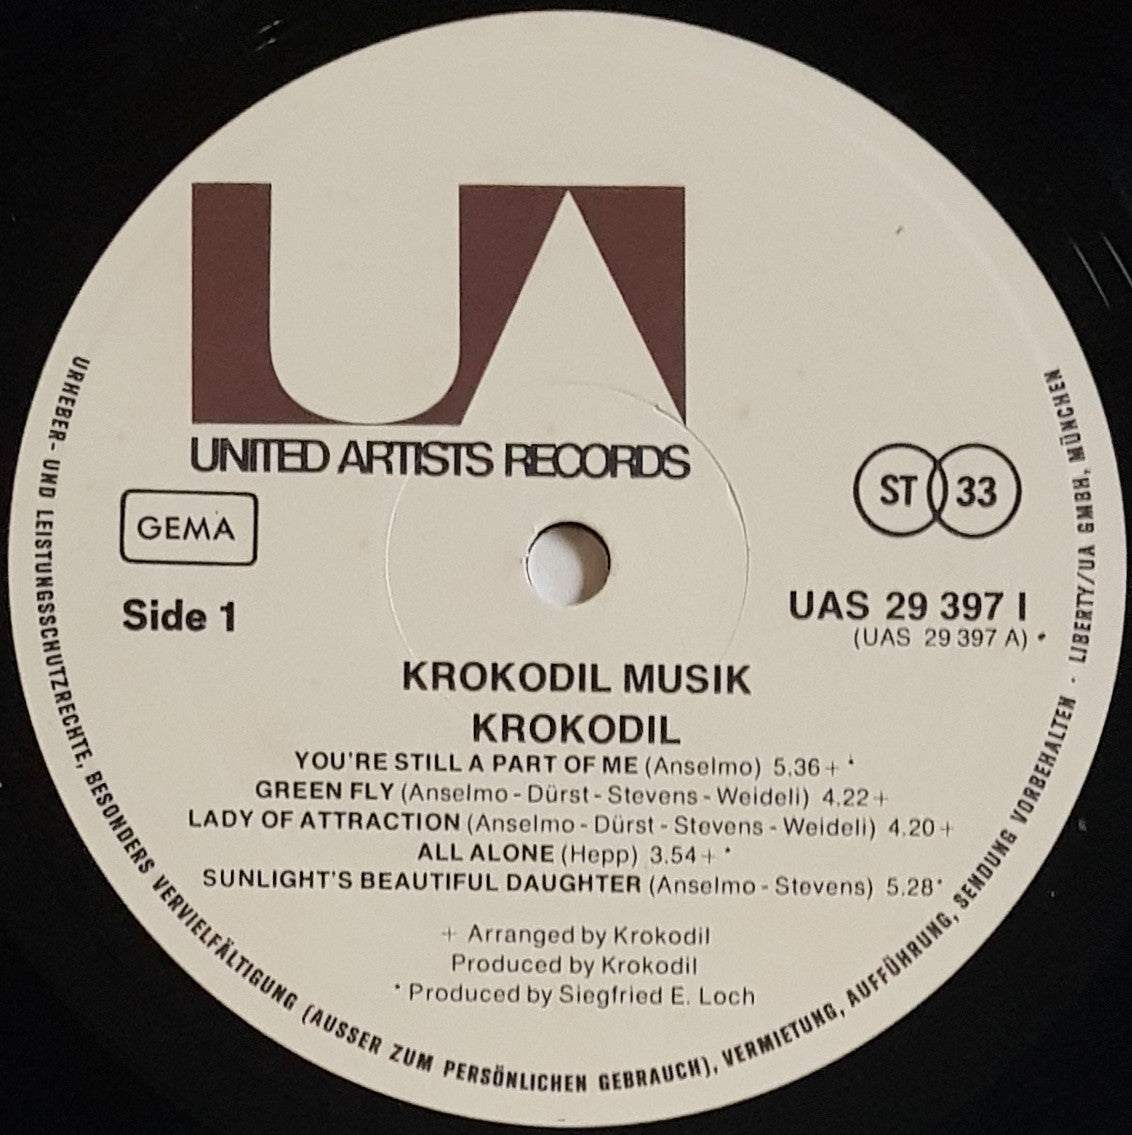 UA
UNITED ARTISTS RECORDS
GEMA
ST 33
Side 1
UAS 29 397 I
(UAS 29 397 A) *
KROKODIL MUSIK
KROKODIL
YOU'RE STILL A PART OF ME (Anselmo) 5.36 + *
GREEN FLY (Anselmo - Dürst - Stevens - Weideli) 4.22 +
LADY OF ATTRACTION (Anselmo - Dürst - Stevens - Weideli) 4.20 +
ALL ALONE (Hepp) 3.54 + *
SUNLIGHT'S BEAUTIFUL DAUGHTER (Anselmo - Stevens) 5.28 *
+ Arranged by Krokodil
Produced by Krokodil
* Produced by Siegfried E. Loch
URHEBER- UND LEISTUNGSSCHUTZRECHTE, BESONDERS VERVIELFÄLTIGUNG (AUSSER ZUM PERSÖNLICHEN GEBRAUCH), VERMIETUNG, AUFFÜHRUNG, SENDUNG VORBEHALTEN · LIBERTY/UA GMBH, MÜNCHEN